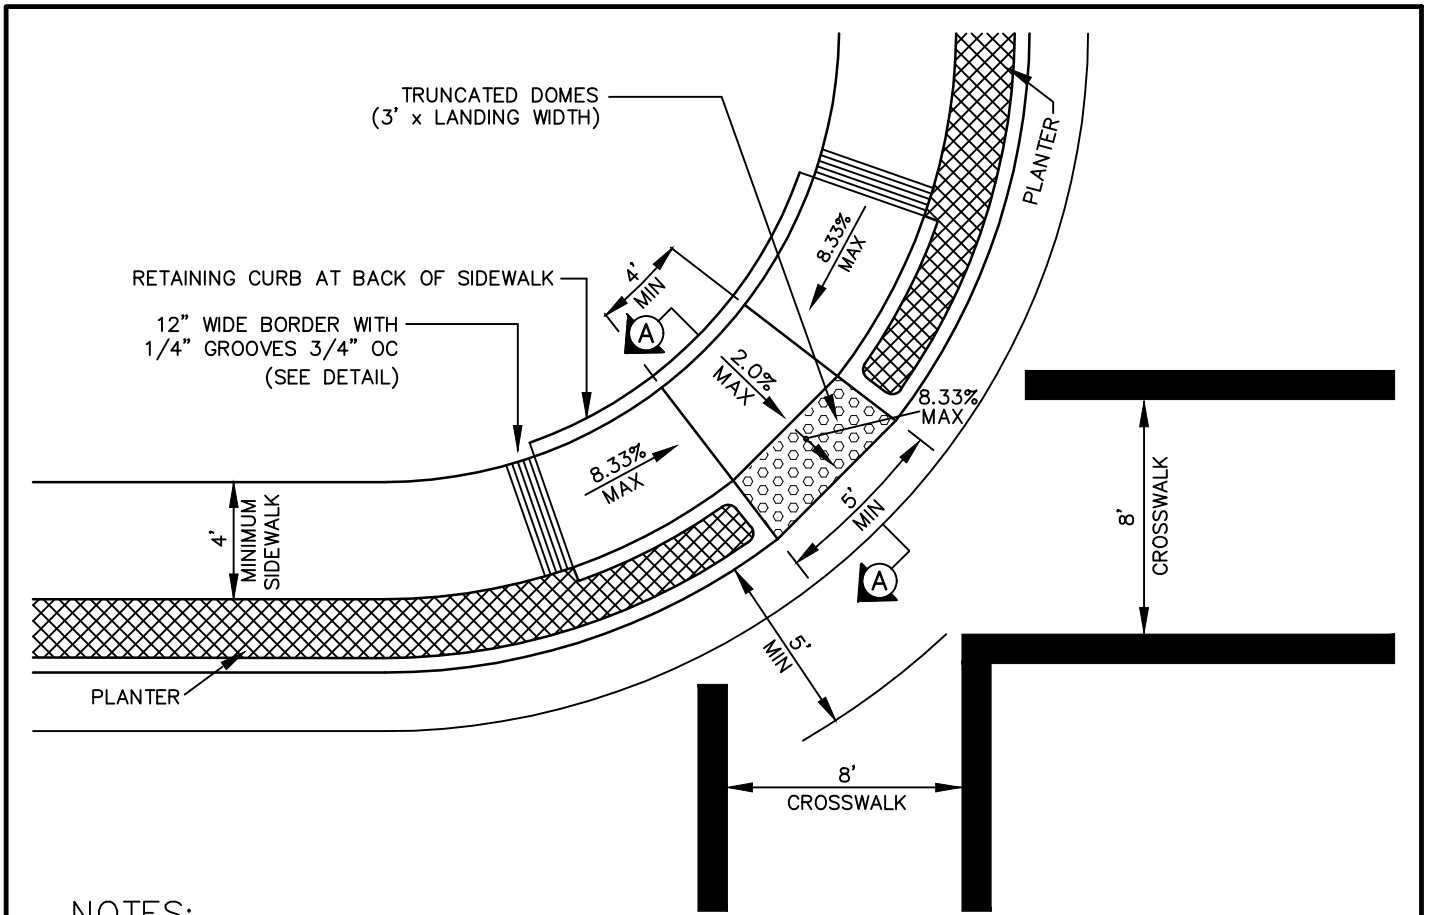 TRUNCATED DOMES
(3' x LANDING WIDTH)
PLANTER
8.33%
MAX
RETAINING CURB AT BACK OF SIDEWALK
4'
MIN
12" WIDE BORDER WITH
1/4" GROOVES 3/4" OC
(SEE DETAIL)
A
2.0%
MAX
8.33%
MAX
8.33%
MAX
5'
MIN
4'
MINIMUM
SIDEWALK
8'
CROSSWALK
A
5'
MIN
PLANTER
8'
CROSSWALK
NOTES: